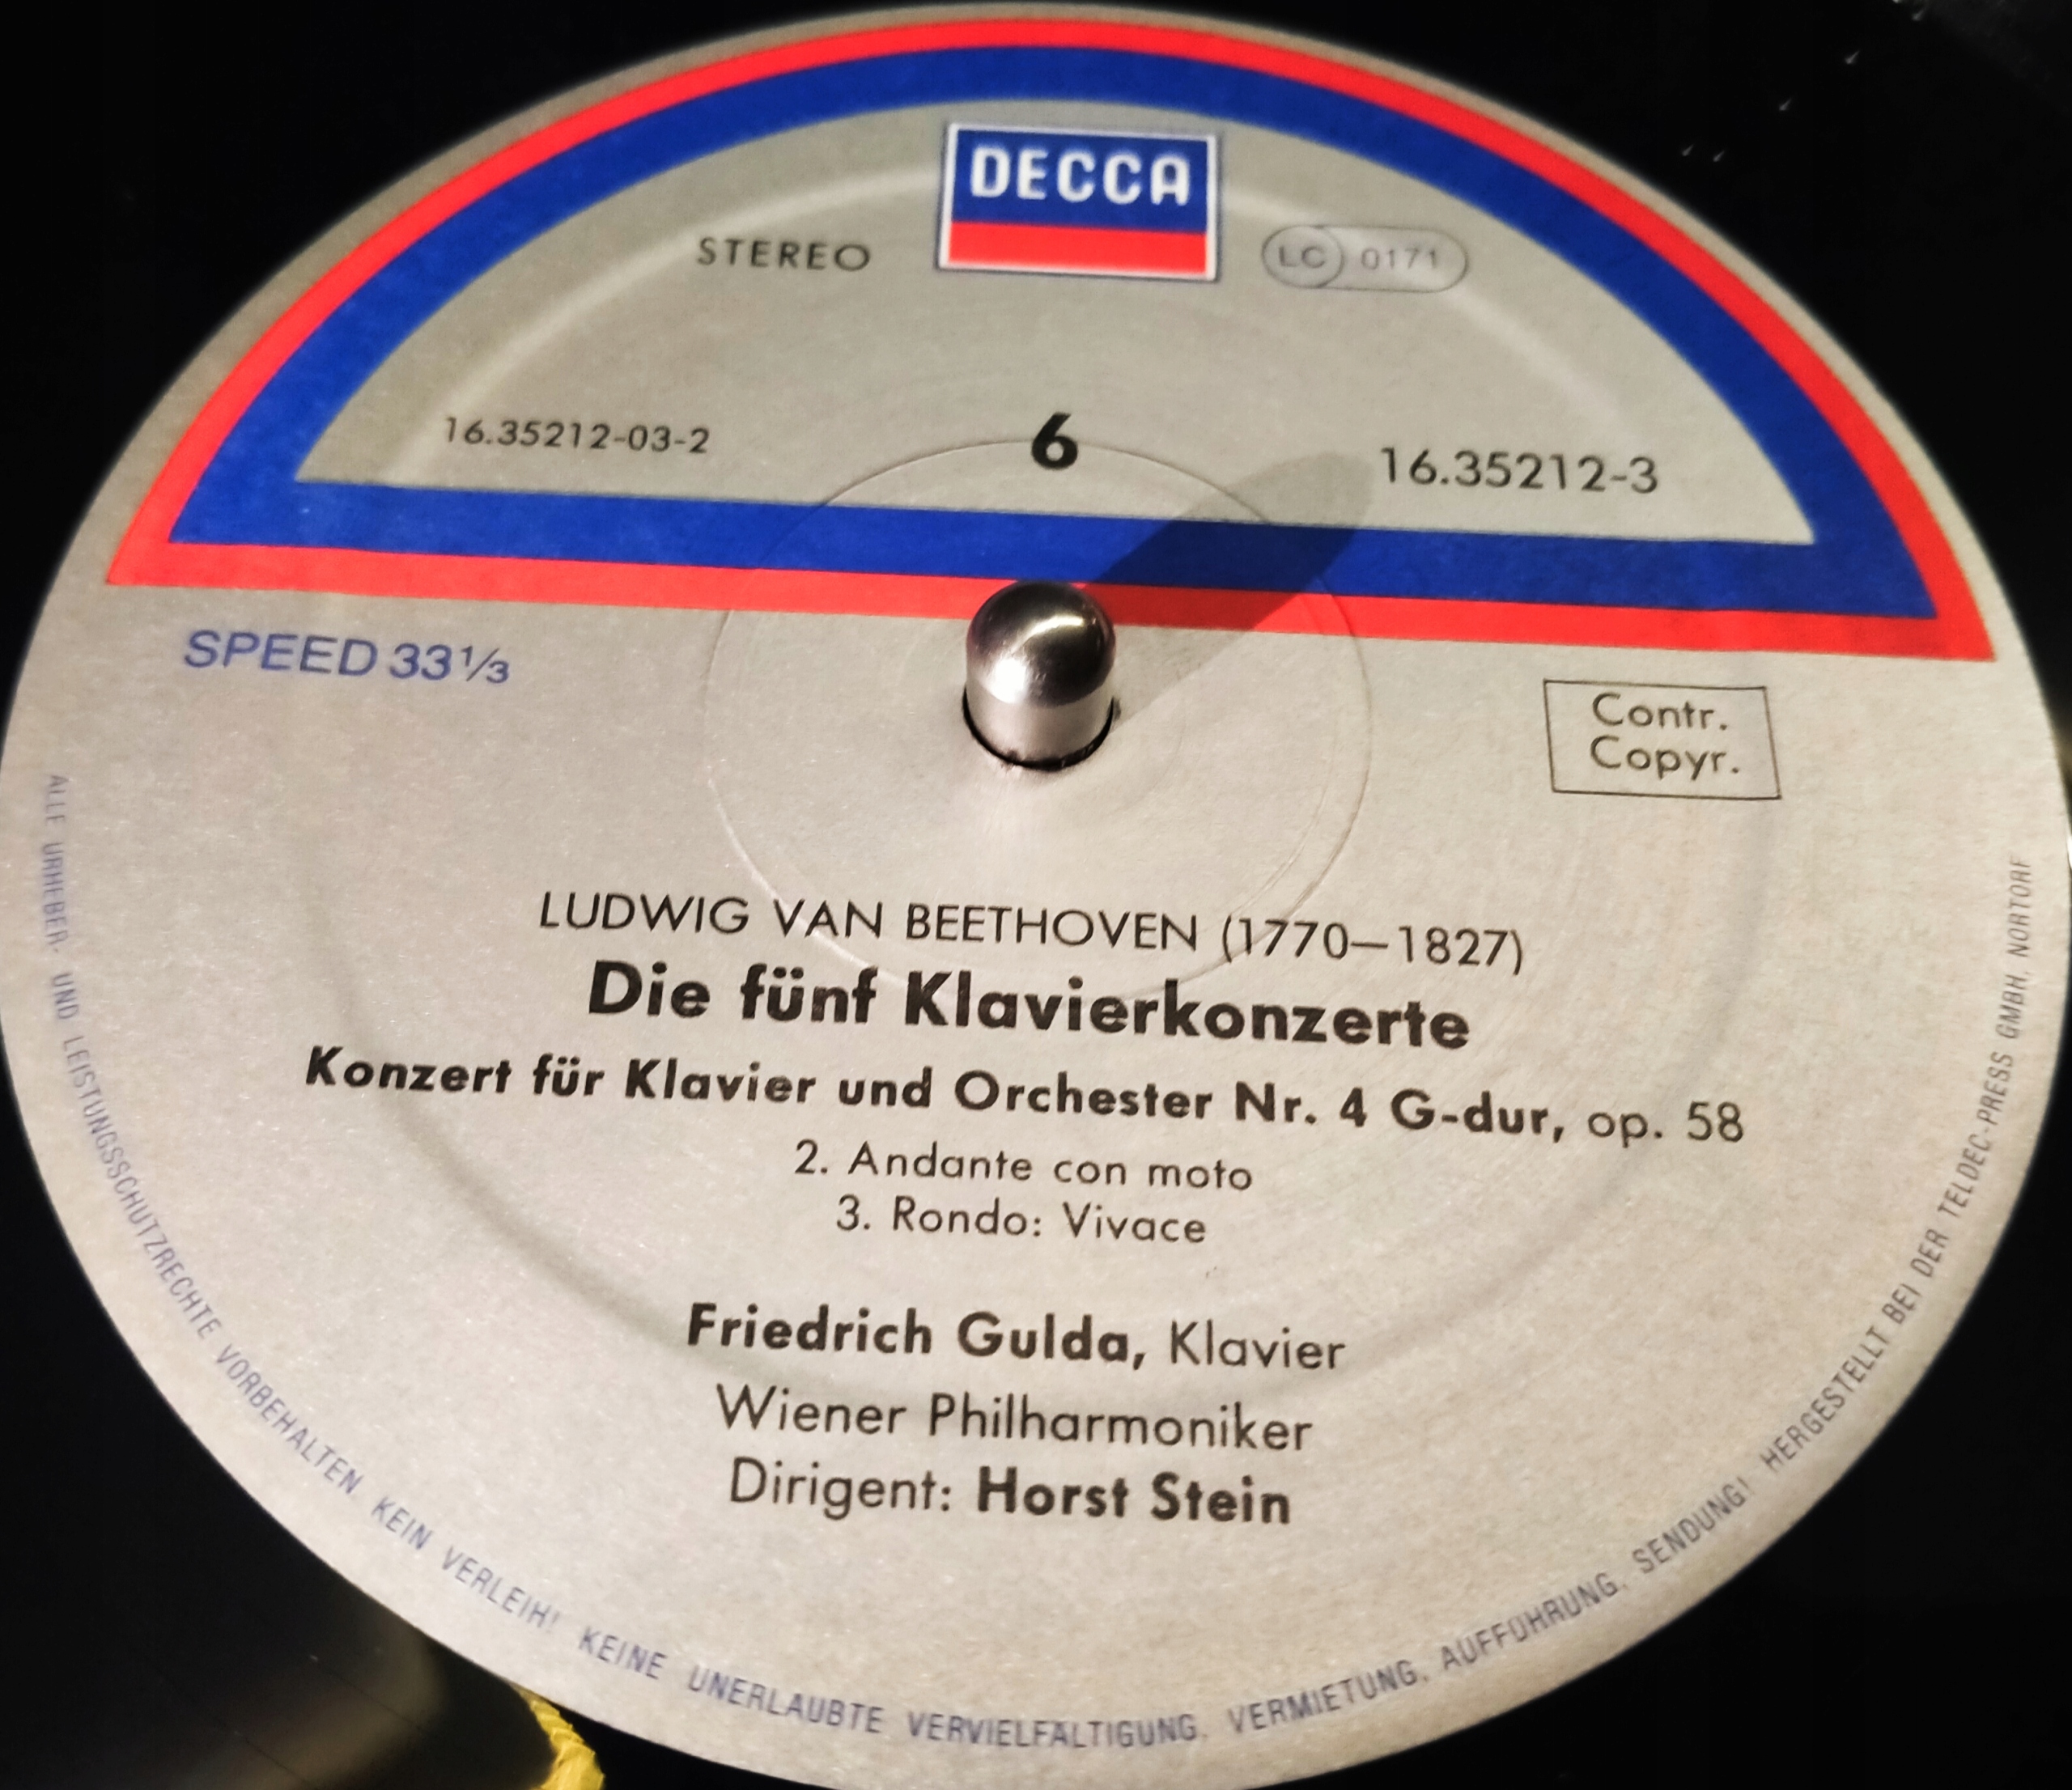 DECCA
STEREO
LC 0171
16.35212-03-2
6
16.35212-3
SPEED 33⅓
Contr.
Copyr.
LUDWIG VAN BEETHOVEN (1770—1827)
Die fünf Klavierkonzerte
Konzert für Klavier und Orchester Nr. 4 G-dur, op. 58
2. Andante con moto
3. Rondo: Vivace
Friedrich Gulda, Klavier
Wiener Philharmoniker
Dirigent: Horst Stein
ALLE URHEBER- UND LEISTUNGSSCHUTZRECHTE VORBEHALTEN KEIN VERLEIH! KEINE UNERLAUBTE VERVIELFÄLTIGUNG, VERMIETUNG, AUFFÜHRUNG, SENDUNG! HERGESTELLT BEI DER TELDEC-PRESS GMBH, NORTORF